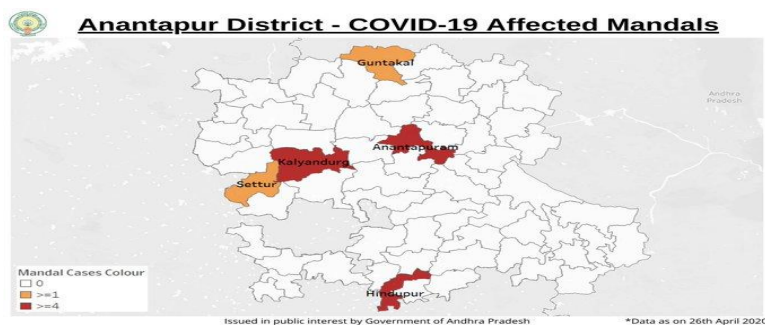 Anantapur District - COVID-19 Affected Mandals
Guntakal
Andhra
Pradesh
Anantapuram
Kalyandurg
Settur
Hindupur
Mandal Cases Colour
0
>=1
>=4
Issued in public interest by Government of Andhra Pradesh
*Data as on 26th April 2020